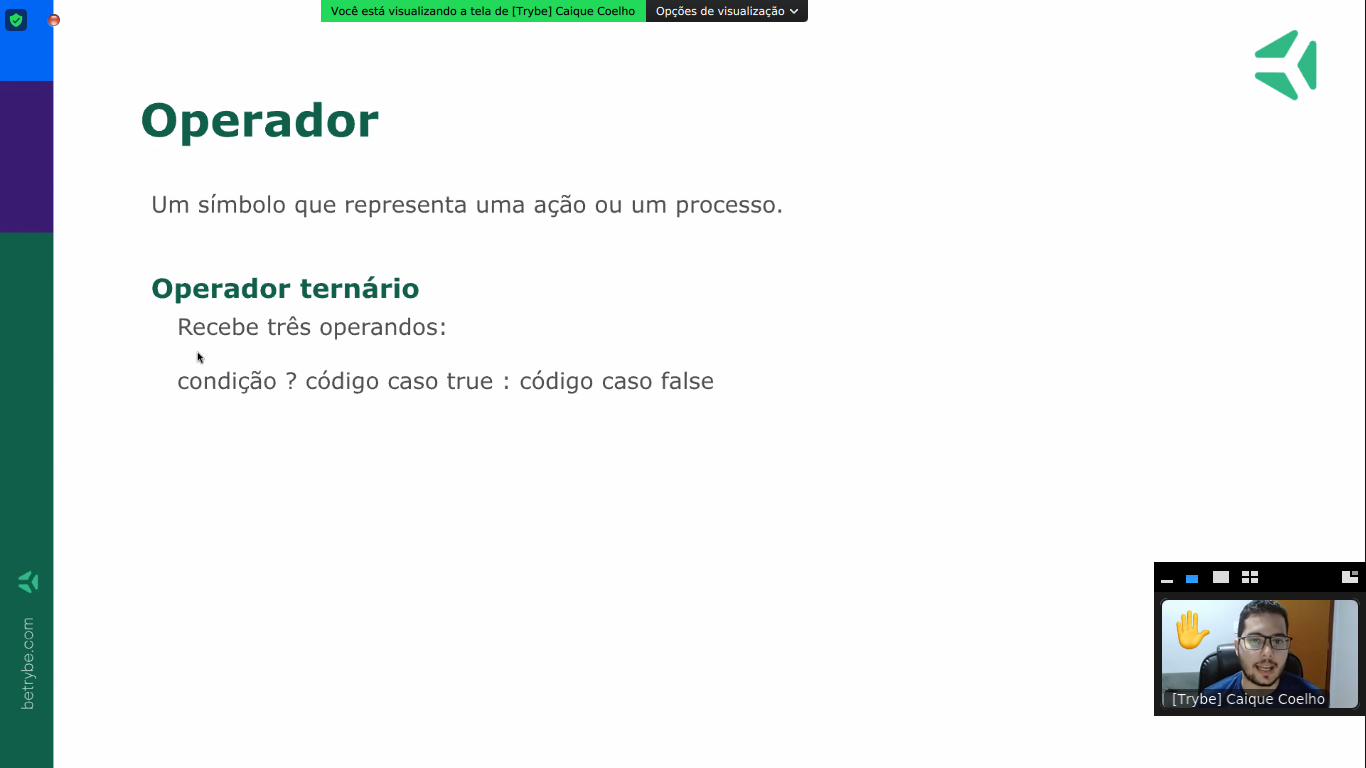 Você está visualizando a tela de [Trybe] Caique Coelho
Opções de visualização
Operador
Um símbolo que representa uma ação ou um processo.
Operador ternário
Recebe três operandos:
condição ? código caso true : código caso false
betrybe.com
[Trybe] Caique Coelho